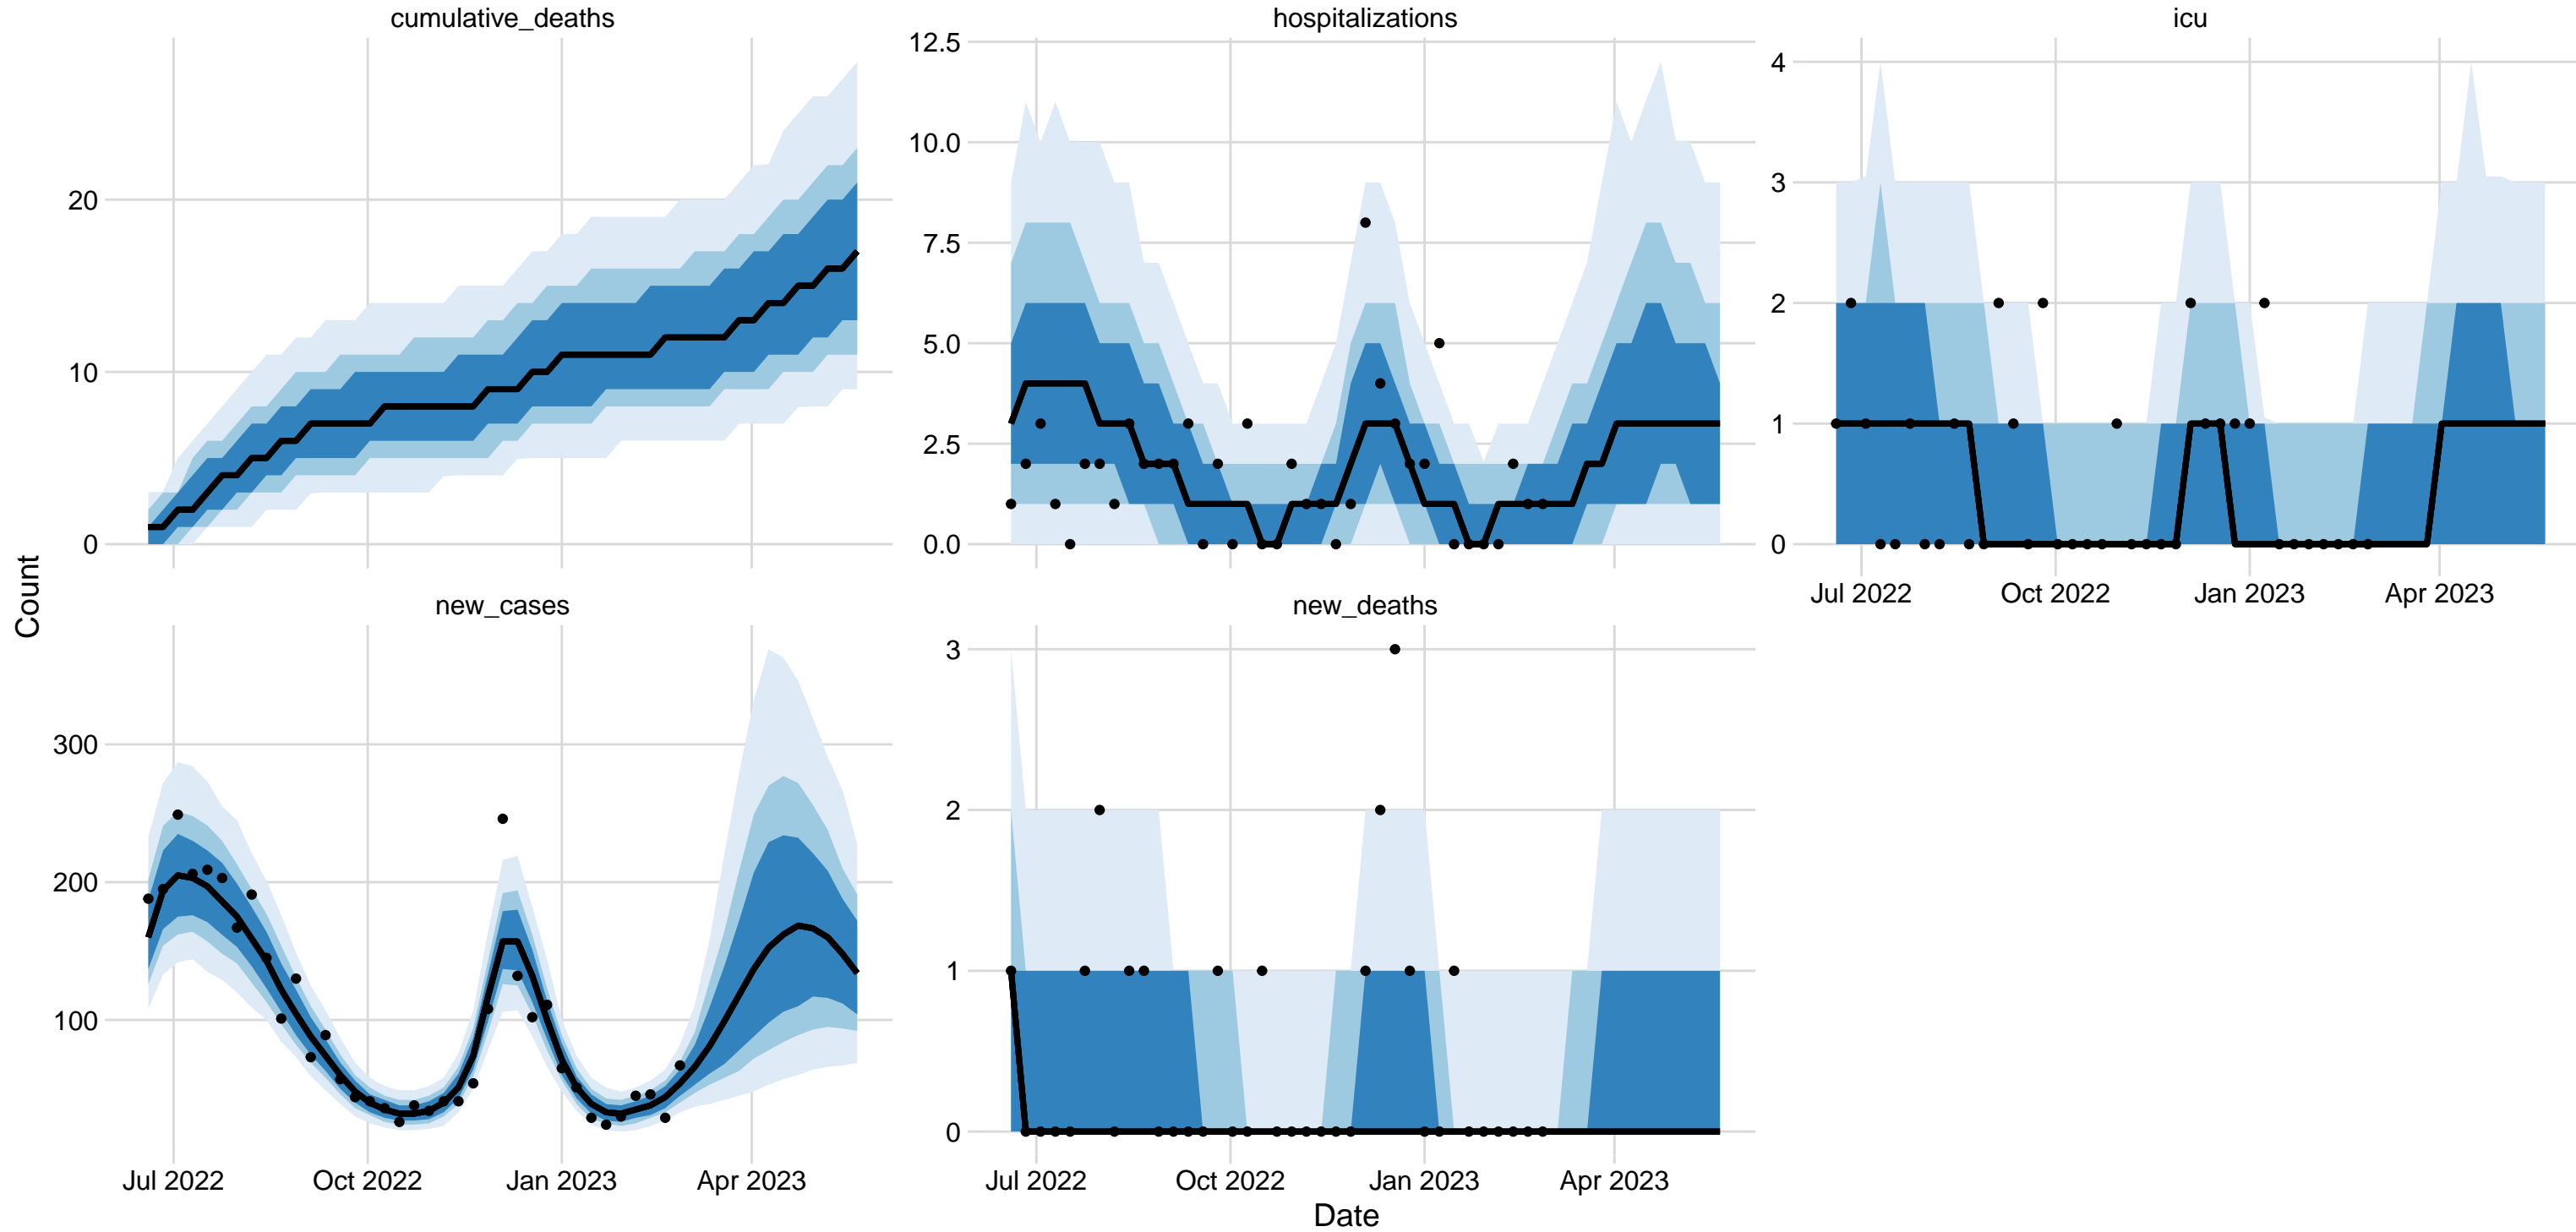 cumulative_deaths
hospitalizations
icu
20
10
0
12.5
10.0
7.5
5.0
2.5
0.0
4
3
2
1
0
Jul 2022
Oct 2022
Jan 2023
Apr 2023
Count
new_cases
new_deaths
300
200
100
3
2
1
0
Jul 2022
Oct 2022
Jan 2023
Apr 2023
Jul 2022
Oct 2022
Jan 2023
Apr 2023
Date